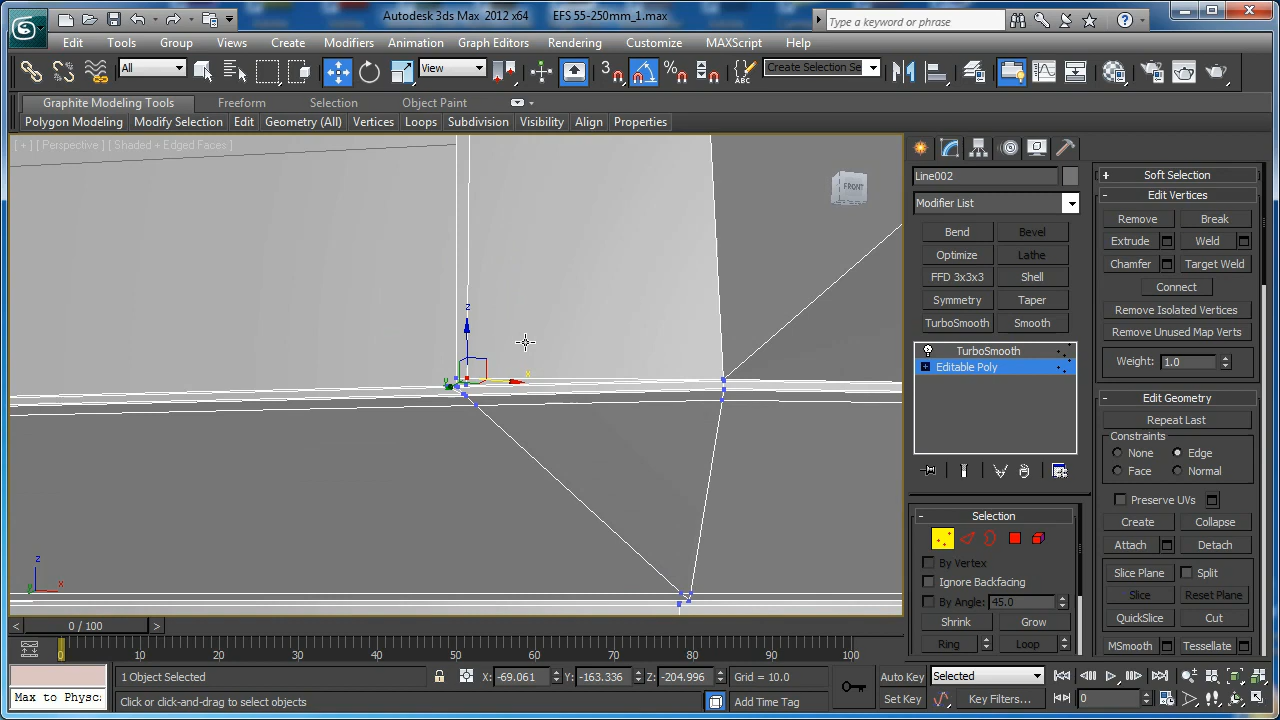 Autodesk 3ds Max 2012 x64 EFS 55-250mm_1.max
Type a keyword or phrase
Edit Tools Group Views Create Modifiers Animation Graph Editors Rendering Customize MAXScript Help
All View 3 Create Selection Se
Graphite Modeling Tools Freeform Selection Object Paint
Polygon Modeling Modify Selection Edit Geometry (All) Vertices Loops Subdivision Visibility Align Properties
[ + ] [ Perspective ] [ Shaded + Edged Faces ]
FRONT
z
x
y
z
x
y
Line002
Modifier List
Bend Bevel
Optimize Lathe
FFD 3x3x3 Shell
Symmetry Taper
TurboSmooth Smooth
TurboSmooth
Editable Poly
- Selection
By Vertex
Ignore Backfacing
By Angle: 45.0
Shrink Grow
Ring Loop
+ Soft Selection
- Edit Vertices
Remove Break
Extrude Weld
Chamfer Target Weld
Connect
Remove Isolated Vertices
Remove Unused Map Verts
Weight: 1.0
- Edit Geometry
Repeat Last
Constraints
None Edge
Face Normal
Preserve UVs
Create Collapse
Attach Detach
Slice Plane Split
Slice Reset Plane
QuickSlice Cut
MSmooth Tessellate
< 0 / 100 >
0 10 20 30 40 50 60 70 80 90 100
1 Object Selected X: -69.061 Y: -163.336 Z: -204.996 Grid = 10.0 Auto Key Selected
Max to Physca Click or click-and-drag to select objects Add Time Tag Set Key Key Filters... 0